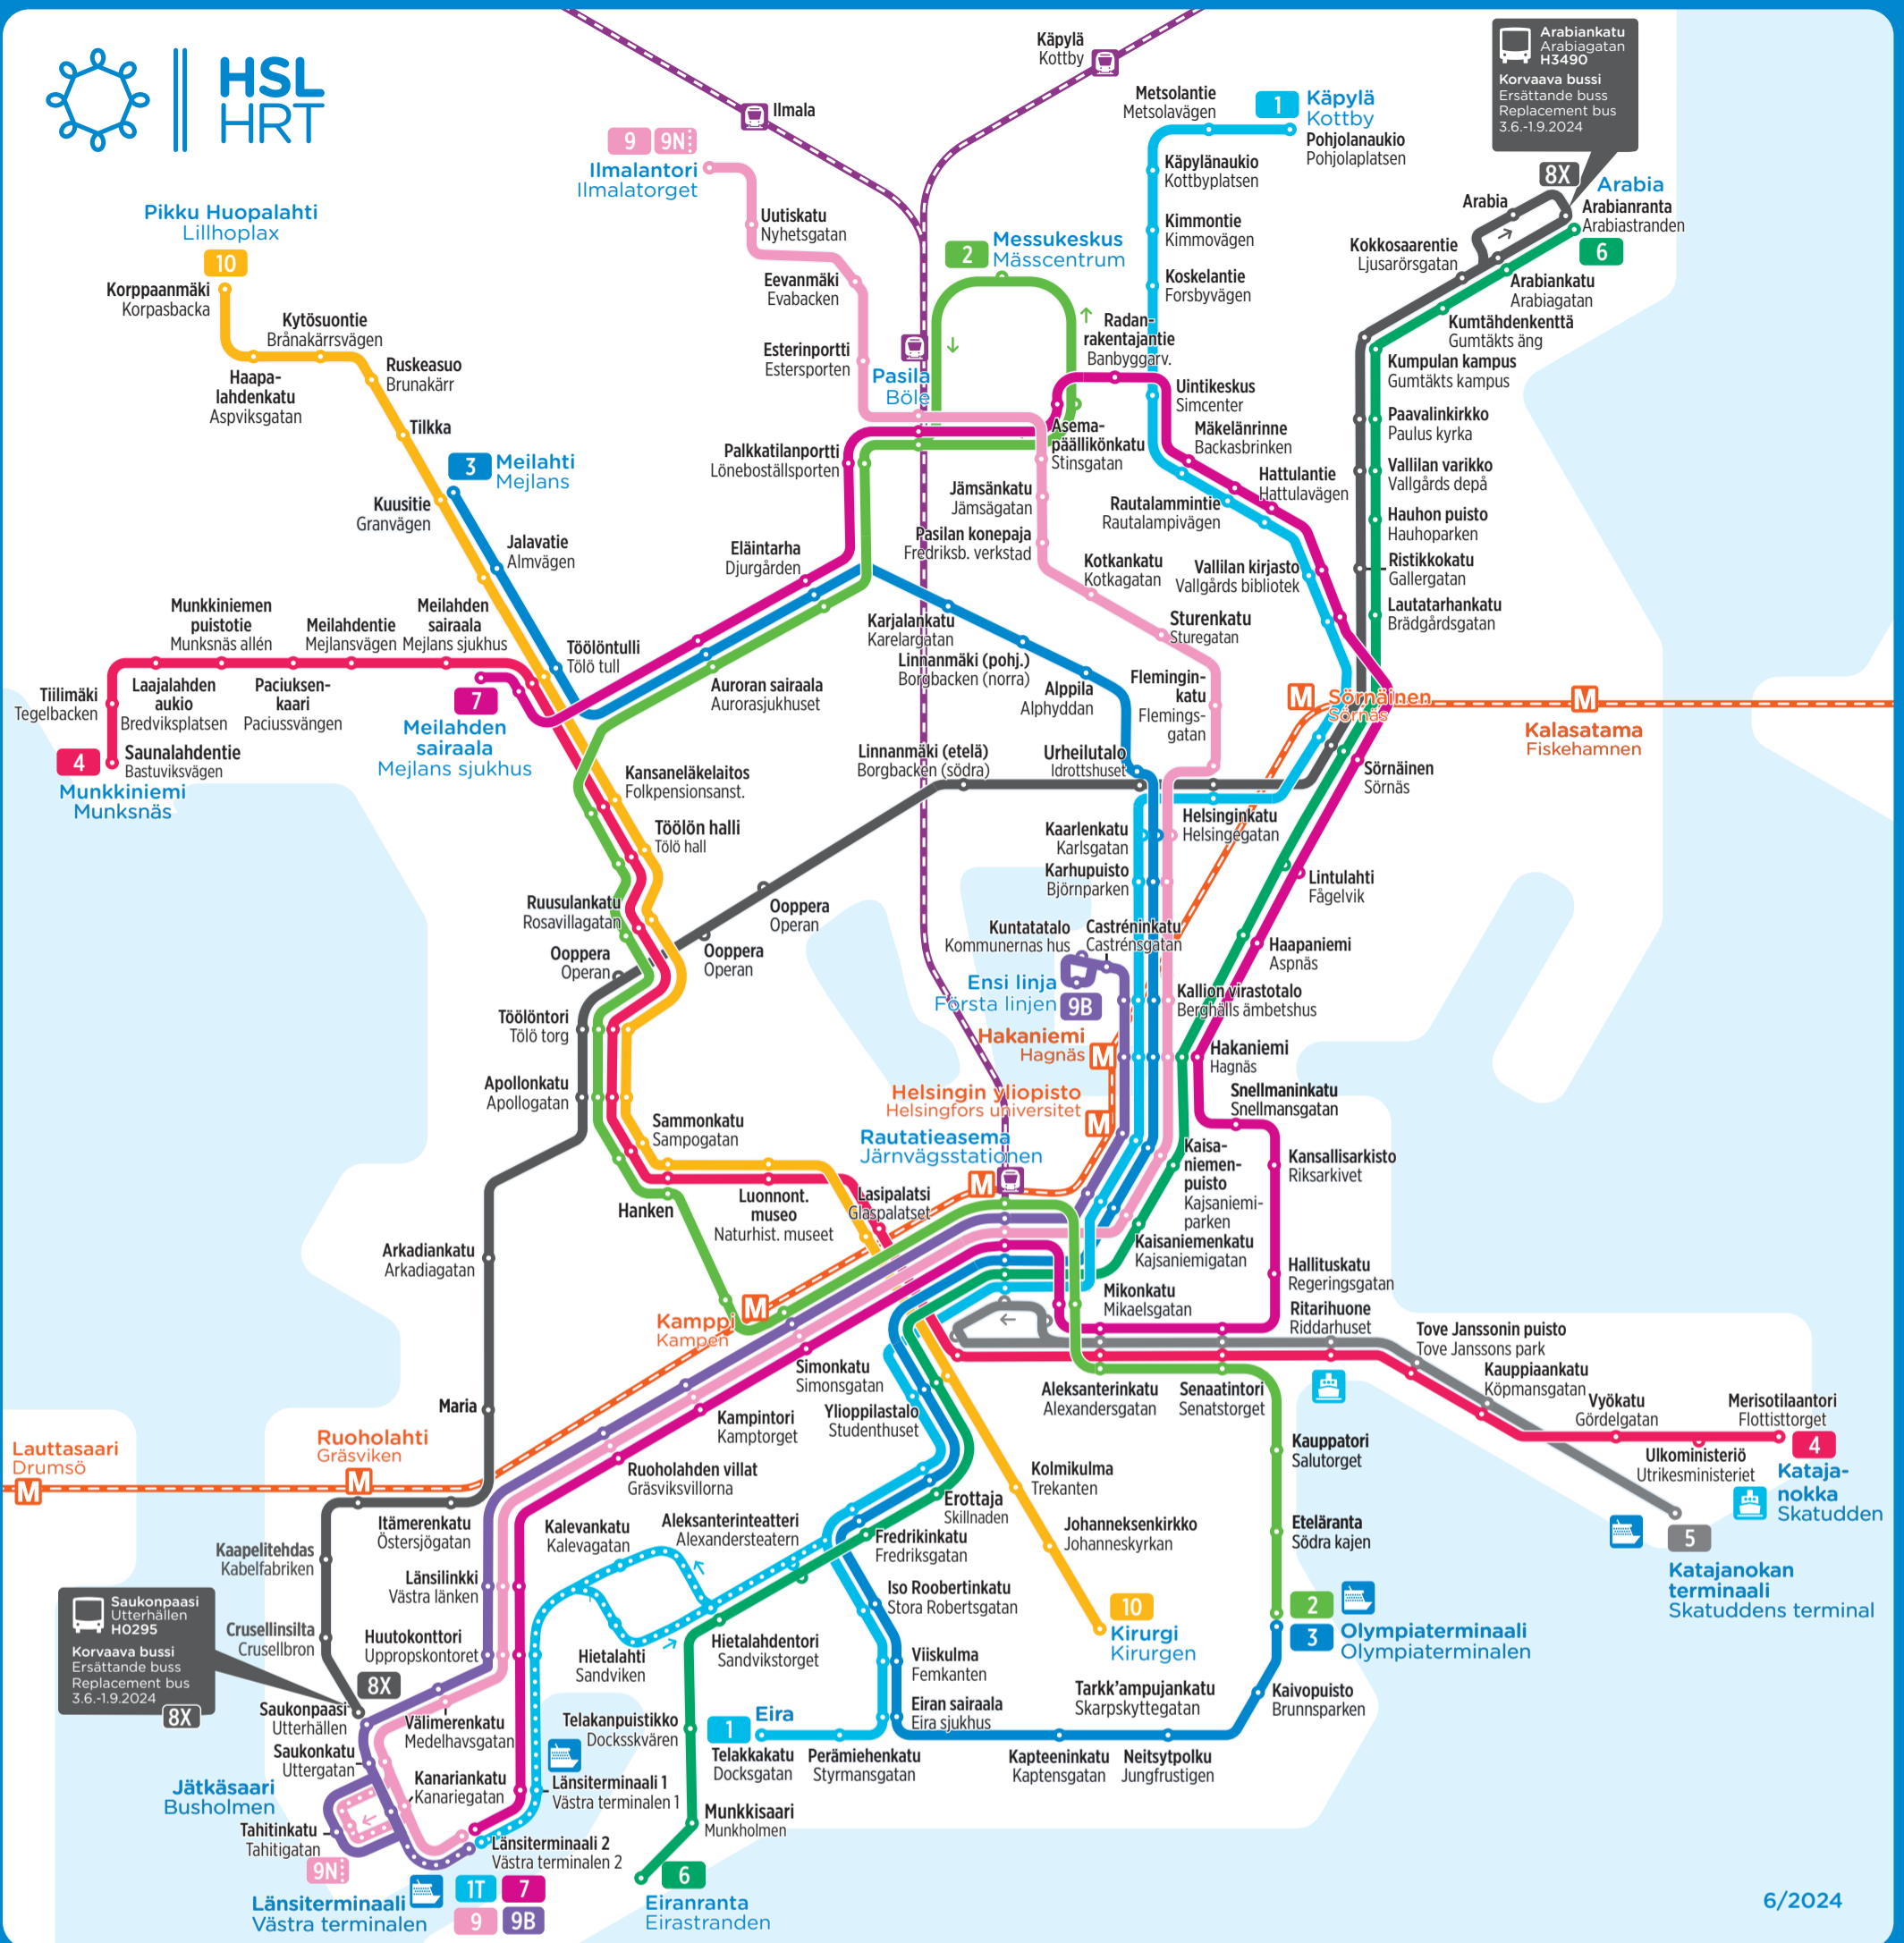 HSL
HRT
Ilmala
Käpylä
Kottby
Metsolantie
Metsolavägen
1
Käpylä
Kottby
Pohjolanaukio
Pohjolaplatsen
Arabiankatu
Arabiagatan
H3490
Korvaava bussi
Ersättande buss
Replacement bus
3.6.-1.9.2024
8X
Arabia
Arabia
Arabianranta
Arabiastranden
6
Kokkosaarentie
Ljusarörsgatan
Arabiankatu
Arabiagatan
Kumtähdenkenttä
Gumtäkts äng
Kumpulan kampus
Gumtäkts kampus
Paavalinkirkko
Paulus kyrka
Vallilan varikko
Vallgårds depå
Hauhon puisto
Hauhoparken
Ristikkokatu
Gallergatan
Lautatarhankatu
Brädgårdsgatan
9
9N
Ilmalantori
Ilmalatorget
Uutiskatu
Nyhetsgatan
Eevanmäki
Evabacken
Esterinportti
Estersporten
Pasila
Böle
2
Messukeskus
Mässcentrum
Käpylänaukio
Kottbyplatsen
Kimmontie
Kimmovägen
Koskelantie
Forsbyvägen
Radan-
rakentajantie
Banbyggarv.
Uintikeskus
Simcenter
Mäkelänrinne
Backasbrinken
Hattulantie
Hattulavägen
Rautalammintie
Rautalampivägen
Vallilan kirjasto
Vallgårds bibliotek
Asema-
päällikönkatu
Stinsgatan
Jämsänkatu
Jämsägatan
Pasilan konepaja
Fredriksb. verkstad
Kotkankatu
Kotkagatan
Sturenkatu
Sturegatan
Flemingin-
katu
Flemings-
gatan
Pikku Huopalahti
Lillhoplax
10
Korppaanmäki
Korpasbacka
Kytösuontie
Brånakärrsvägen
Haapa-
lahdenkatu
Aspviksgatan
Ruskeasuo
Brunakärr
Tilkka
3
Meilahti
Mejlans
Kuusitie
Granvägen
Jalavatie
Almvägen
Palkkatilanportti
Löneboställsporten
Eläintarha
Djurgården
Töölöntulli
Tölö tull
Auroran sairaala
Aurorasjukhuset
Karjalankatu
Karelargatan
Linnanmäki (pohj.)
Borgbacken (norra)
Alppila
Alphyddan
Urheilutalo
Idrottshuset
Linnanmäki (etelä)
Borgbacken (södra)
Munkkiniemen
puistotie
Munksnäs allén
Meilahdentie
Mejlansvägen
Meilahden
sairaala
Mejlans sjukhus
Tiilimäki
Tegelbacken
Laajalahden
aukio
Bredviksplatsen
Paciuksen-
kaari
Paciussvängen
Saunalahdentie
Bastuviksvägen
4
Munkkiniemi
Munksnäs
7
Meilahden
sairaala
Mejlans sjukhus
Kansaneläkelaitos
Folkpensionsanst.
Töölön halli
Tölö hall
Ruusulankatu
Rosavillagatan
Ooppera
Operan
Ooppera
Operan
Ooppera
Operan
Töölöntori
Tölö torg
Apollonkatu
Apollogatan
Sammonkatu
Sampogatan
Hanken
Luonnont.
museo
Naturhist. museet
Lasipalatsi
Glaspalatset
Arkadiankatu
Arkadiagatan
Maria
M
Sörnäinen
Sörnäs
M
Kalasatama
Fiskehamnen
Sörnäinen
Sörnäs
Helsinginkatu
Helsingegatan
Kaarlenkatu
Karlsgatan
Karhupuisto
Björnparken
Lintulahti
Fågelvik
Haapaniemi
Aspnäs
Kuntatatalo
Kommunernas hus
Castréninkatu
Castrénsgatan
Ensi linja
Första linjen
9B
Kallion virastotalo
Berghälls ämbetshus
Hakaniemi
Hagnäs
M
Hakaniemi
Hagnäs
Helsingin yliopisto
Helsingfors universitet
M
Rautatieasema
Järnvägsstationen
M
Snellmaninkatu
Snellmansgatan
Kansallisarkisto
Riksarkivet
Kaisa-
niemen-
puisto
Kajsaniemi-
parken
Kaisaniemenkatu
Kajsaniemigatan
Mikonkatu
Mikaelsgatan
Hallituskatu
Regeringsgatan
Ritarihuone
Riddarhuset
Tove Janssonin puisto
Tove Janssons park
Kauppiaankatu
Köpmansgatan
Vyökatu
Gördelgatan
Merisotilaantori
Flottisttorget
4
Ulkoministeriö
Utrikesministeriet
Kataja-
nokka
Skatudden
5
Katajanokan
terminaali
Skatuddens terminal
Aleksanterinkatu
Alexandersgatan
Senaatintori
Senatstorget
Kauppatori
Salutorget
Eteläranta
Södra kajen
2
3
Olympiaterminaali
Olympiaterminalen
Kaivopuisto
Brunnsparken
Kamppi
Kampen
M
Simonkatu
Simonsgatan
Ylioppilastalo
Studenthuset
Kampintori
Kamptorget
Ruoholahden villat
Gräsviksvillorna
Kolmikulma
Trekanten
Johanneksenkirkko
Johanneskyrkan
10
Kirurgi
Kirurgen
Erottaja
Skillnaden
Fredrikinkatu
Fredriksgatan
Iso Roobertinkatu
Stora Robertsgatan
Viiskulma
Femkanten
Eiran sairaala
Eira sjukhus
Tarkk'ampujankatu
Skarpskyttegatan
Kapteeninkatu
Kaptensgatan
Neitsytpolku
Jungfrustigen
Lauttasaari
Drumsö
M
Ruoholahti
Gräsviken
M
Itämerenkatu
Östersjögatan
Kaapelitehdas
Kabelfabriken
Crusellinsilta
Crusellbron
Länsilinkki
Västra länken
Huutokonttori
Uppropskontoret
Kalevankatu
Kalevagatan
Aleksanterinteatteri
Alexandersteatern
Hietalahti
Sandviken
Hietalahdentori
Sandvikstorget
Saukonpaasi
Utterhällen
H0295
Korvaava bussi
Ersättande buss
Replacement bus
3.6.-1.9.2024
8X
8X
Saukonpaasi
Utterhällen
Välimerenkatu
Medelhavsgatan
Saukonkatu
Uttergatan
Kanariankatu
Kanariegatan
Jätkäsaari
Busholmen
Tahitinkatu
Tahitigatan
9N
Telakanpuistikko
Docksskvären
Länsiterminaali 1
Västra terminalen 1
Länsiterminaali 2
Västra terminalen 2
Länsiterminaali
Västra terminalen
1T
7
9
9B
1
Eira
Telakkakatu
Docksgatan
Perämiehenkatu
Styrmansgatan
Munkkisaari
Munkholmen
6
Eiranranta
Eirastranden
6/2024